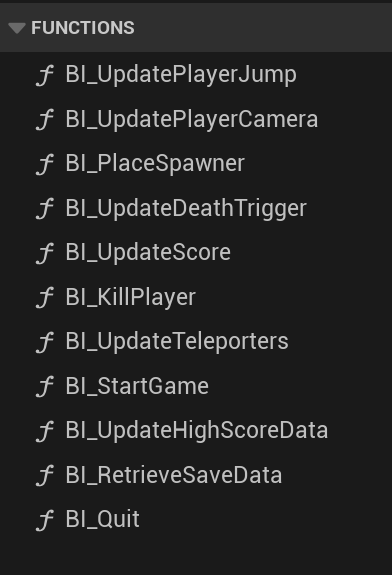 FUNCTIONS
BI_UpdatePlayerJump
BI_UpdatePlayerCamera
BI_PlaceSpawner
BI_UpdateDeathTrigger
BI_UpdateScore
BI_KillPlayer
BI_UpdateTeleporters
BI_StartGame
BI_UpdateHighScoreData
BI_RetrieveSaveData
BI_Quit